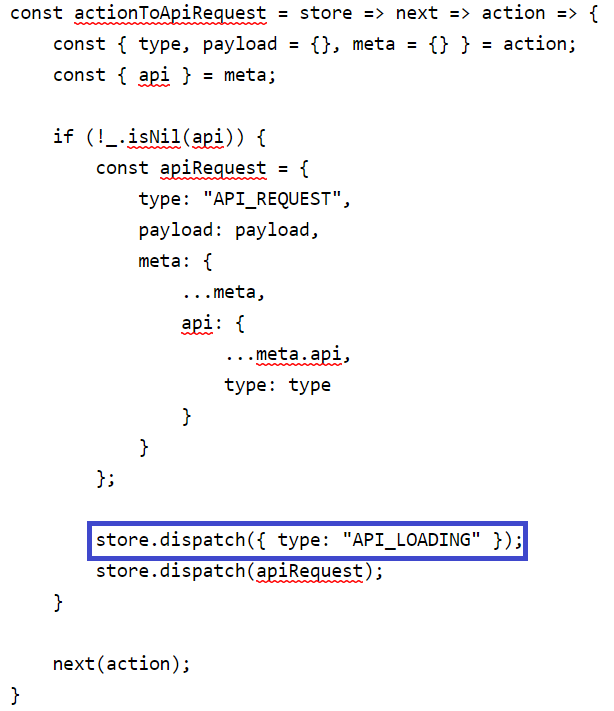 const actionToApiRequest = store => next => action => {
    const { type, payload = {}, meta = {} } = action;
    const { api } = meta;

    if (!_.isNil(api)) {
        const apiRequest = {
            type: "API_REQUEST",
            payload: payload,
            meta: {
                ...meta,
                api: {
                    ...meta.api,
                    type: type
                }
            }
        };

        store.dispatch({ type: "API_LOADING" });
        store.dispatch(apiRequest);
    }

    next(action);
}